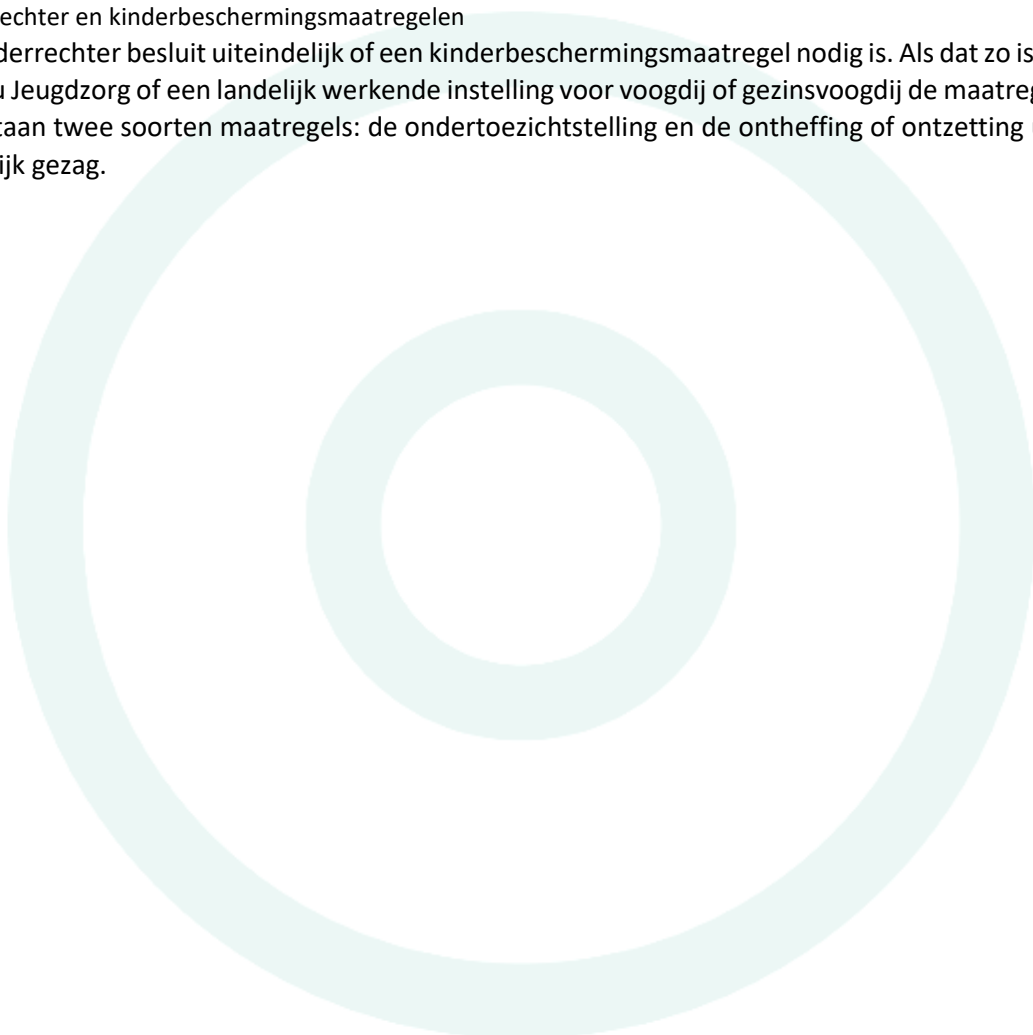 echter en kinderbeschermingsmaatregelen
derrechter besluit uiteindelijk of een kinderbeschermingsmaatregel nodig is. Als dat zo is
Jeugdzorg of een landelijk werkende instelling voor voogdij of gezinsvoogdij de maatreg
taan twee soorten maatregels: de ondertoezichtstelling en de ontheffing of ontzetting
ijk gezag.